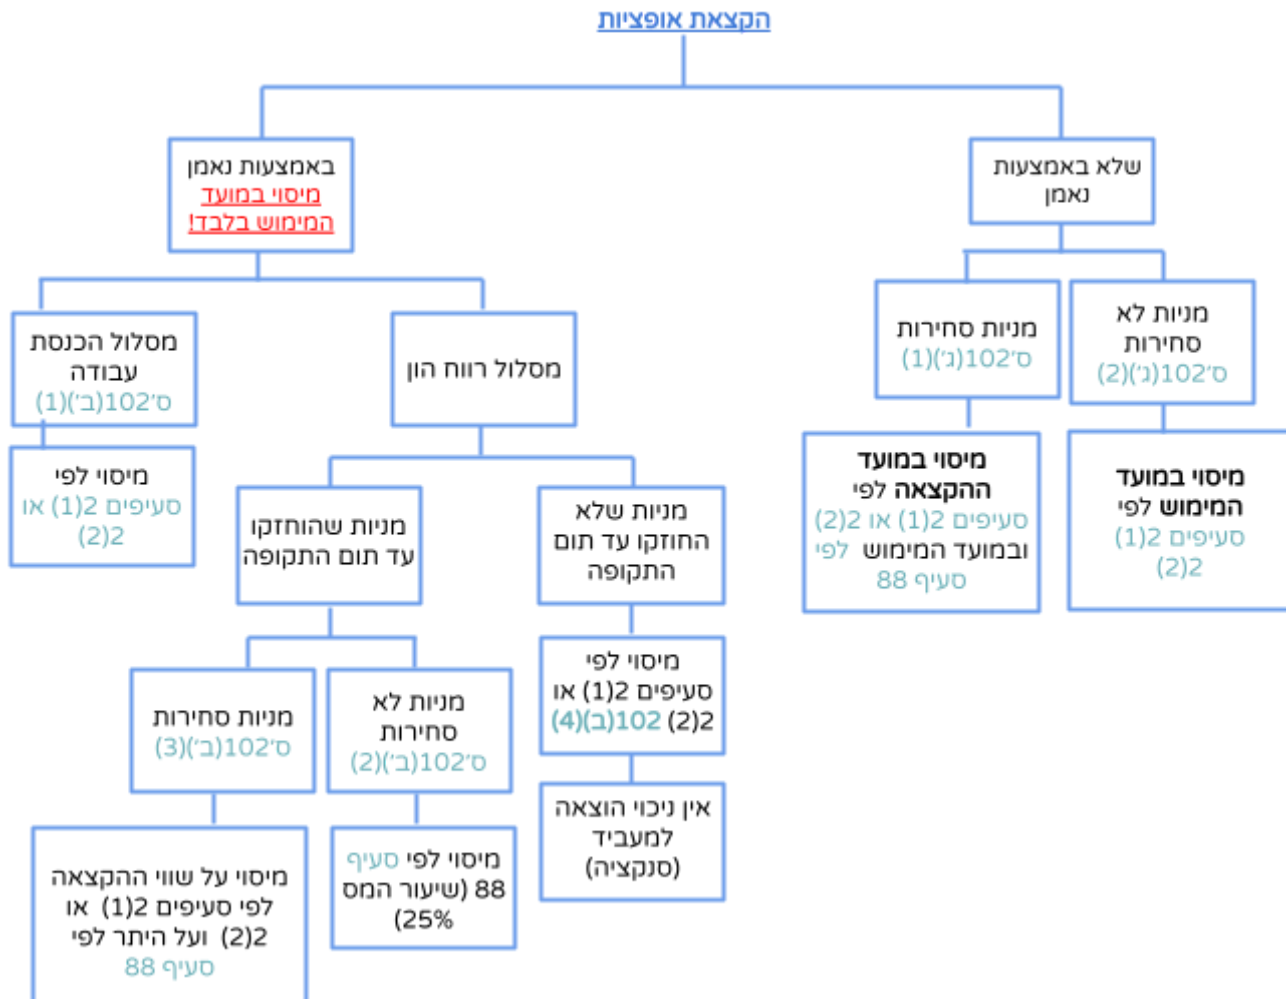 הקצאת אופציות
שלא באמצעות
נאמן
באמצעות נאמן
מיסוי במועד
המימוש בלבד!
מניות לא
סחירות
ס'102(ג')(2)
מניות סחירות
ס'102(ג')(1)
מיסוי במועד
המימוש לפי
סעיפים 2(1)
2(2)
מיסוי במועד
ההקצאה לפי
סעיפים 2(1) או 2(2)
ובמועד המימוש לפי
סעיף 88
מסלול רווח הון
מסלול הכנסת
עבודה
ס'102(ב')(1)
מיסוי לפי
סעיפים 2(1) או
2(2)
מניות שלא
החוזקו עד תום
התקופה
מניות שהוחזקו
עד תום התקופה
מיסוי לפי
סעיפים 2(1) או
2(2) 102(ב)(4)
אין ניכוי הוצאה
למעביד
(סנקציה)
מניות לא
סחירות
ס'102(ב')(2)
מניות סחירות
ס'102(ב')(3)
מיסוי לפי סעיף
88 (שיעור המס
25%)
מיסוי על שווי ההקצאה
לפי סעיפים 2(1) או
2(2) ועל היתר לפי
סעיף 88